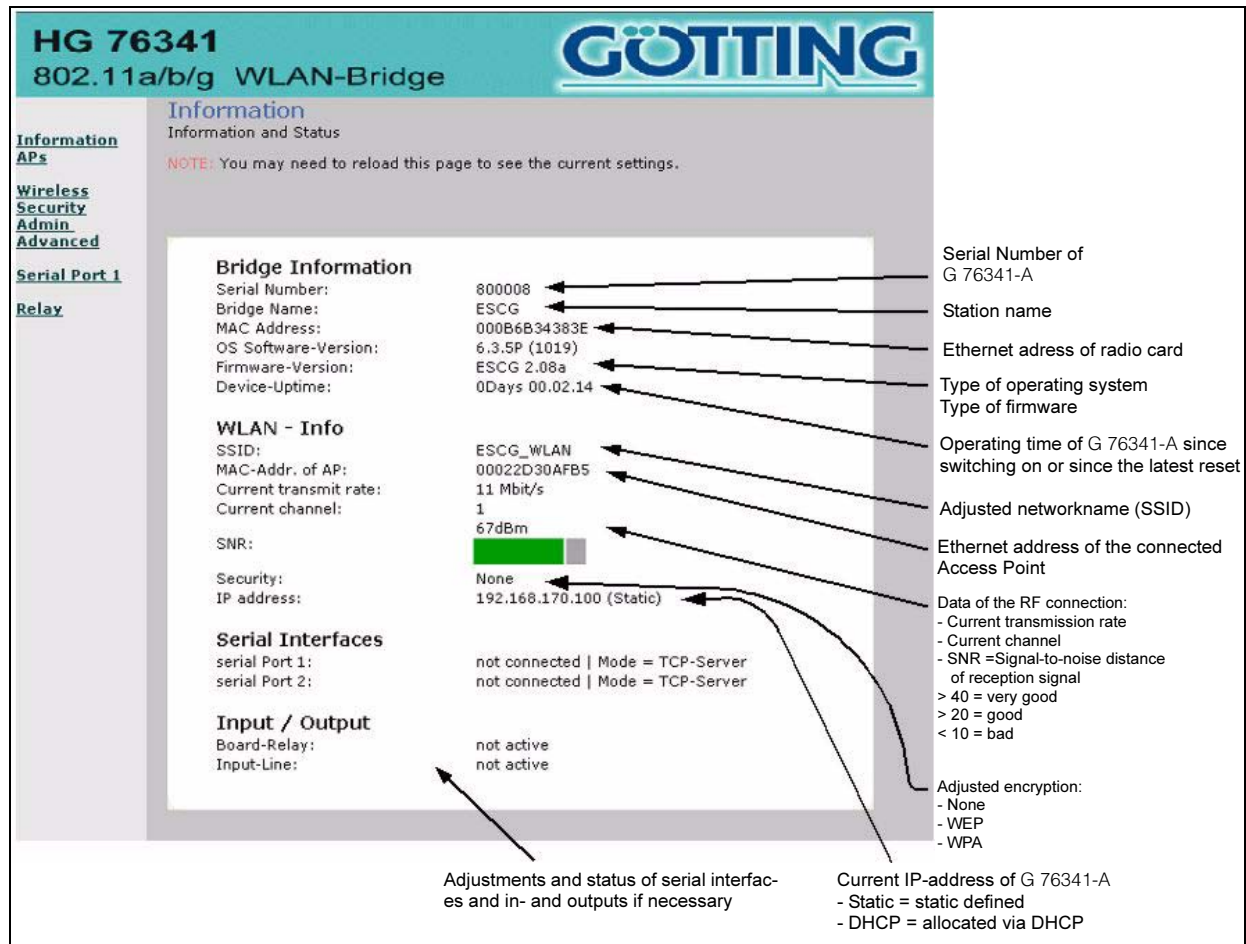 HG 76341
802.11a/b/g WLAN-Bridge
GÖTTING
Information
APs
Wireless
Security
Admin
Advanced
Serial Port 1
Relay
Information
Information and Status
NOTE: You may need to reload this page to see the current settings.
Bridge Information
Serial Number: 800008
Bridge Name: ESCG
MAC Address: 000B6B34383E
OS Software-Version: 6.3.5P (1019)
Firmware-Version: ESCG 2.08a
Device-Uptime: 0Days 00.02.14
WLAN - Info
SSID: ESCG_WLAN
MAC-Addr. of AP: 00022D30AFB5
Current transmit rate: 11 Mbit/s
Current channel: 1
67dBm
SNR:
Security: None
IP address: 192.168.170.100 (Static)
Serial Interfaces
serial Port 1: not connected | Mode = TCP-Server
serial Port 2: not connected | Mode = TCP-Server
Input / Output
Board-Relay: not active
Input-Line: not active
Serial Number of
G 76341-A
Station name
Ethernet adress of radio card
Type of operating system
Type of firmware
Operating time of G 76341-A since
switching on or since the latest reset
Adjusted networkname (SSID)
Ethernet address of the connected
Access Point
Data of the RF connection:
- Current transmission rate
- Current channel
- SNR =Signal-to-noise distance
of reception signal
> 40 = very good
> 20 = good
< 10 = bad
Adjusted encryption:
- None
- WEP
- WPA
Adjustments and status of serial interfac-
es and in- and outputs if necessary
Current IP-address of G 76341-A
- Static = static defined
- DHCP = allocated via DHCP